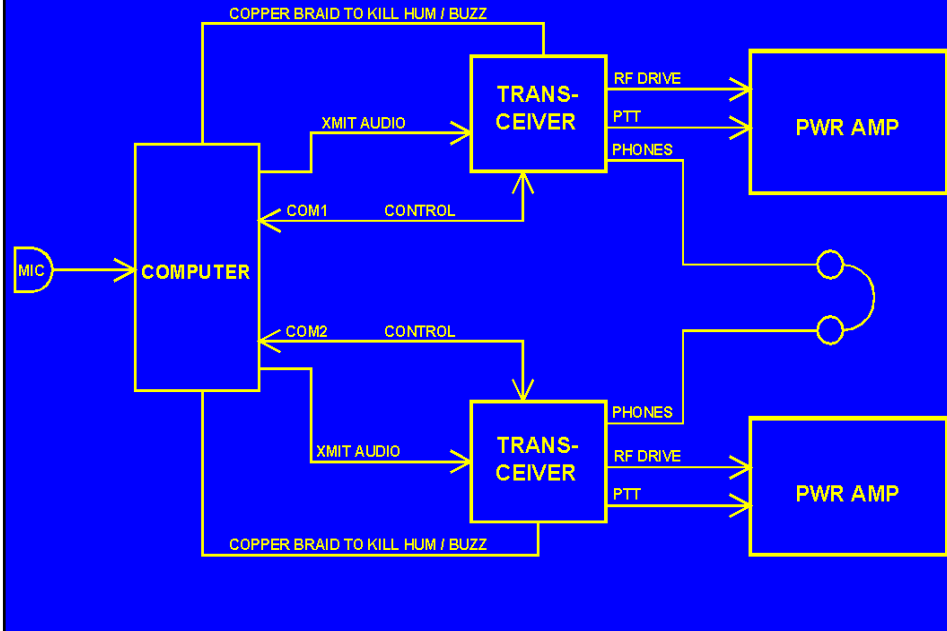 COPPER BRAID TO KILL HUM / BUZZ
TRANS-
CEIVER
RF DRIVE
PTT
PHONES
PWR AMP
XMIT AUDIO
COM1 CONTROL
MIC
COMPUTER
COM2 CONTROL
XMIT AUDIO
TRANS-
CEIVER
PHONES
RF DRIVE
PTT
PWR AMP
COPPER BRAID TO KILL HUM / BUZZ